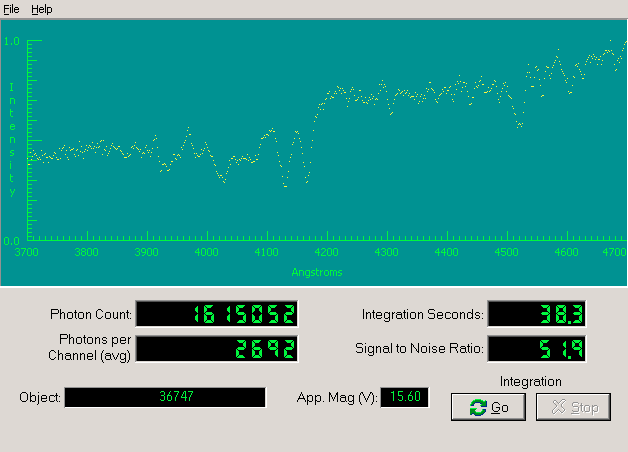 File Help
1.0
Intensity
0.0
3700 3800 3900 4000 4100 4200 4300 4400 4500 4600 4700
Angstroms
Photon Count: 1615052 Integration Seconds: 38.3
Photons per
Channel (avg) 2692 Signal to Noise Ratio: 51.9
Integration
Object: 36747 App. Mag (V): 15.60 Go Stop